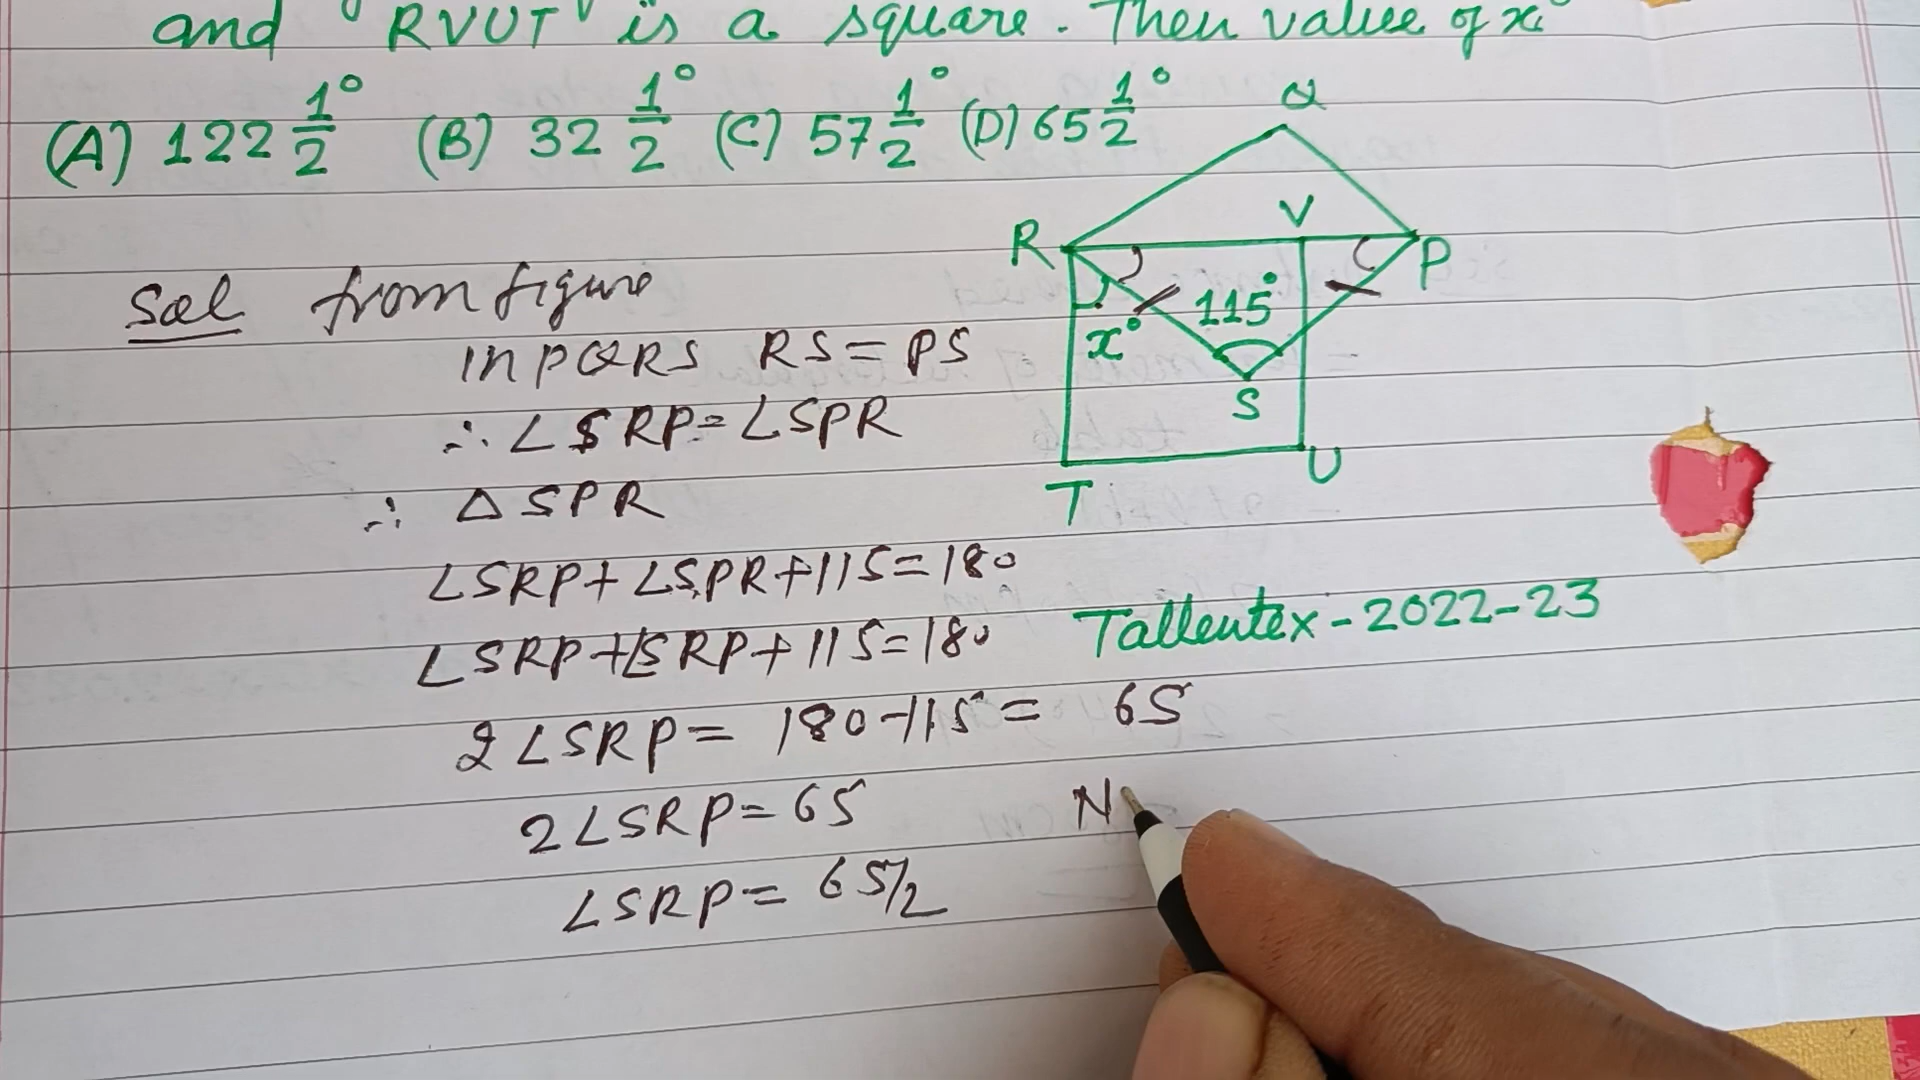 and "RVUT" is a square. Then value of x°
(A) 122 1/2° (B) 32 1/2° (C) 57 1/2° (D) 65 1/2°
Q
R V P
115°
x°
S
T U
Sol from figure
In PQRS RS = PS
∴ ∠SRP = ∠SPR
∴ △SPR
∠SRP + ∠SPR + 115 = 180
∠SRP + ∠SRP + 115 = 180
Tallentex - 2022-23
2∠SRP = 180 - 115 = 65
2∠SRP = 65
∠SRP = 65/2